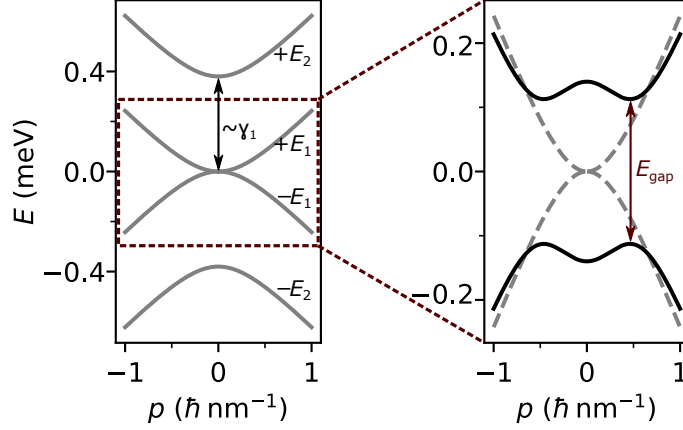 +E₂
0.4
~γ₁
+E₁
0.0
−E₁
−0.4
−E₂
E (meV)
−1
0
1
p (ℏ nm⁻¹)
0.2
0.0
E_gap
−0.2
−1
0
1
p (ℏ nm⁻¹)